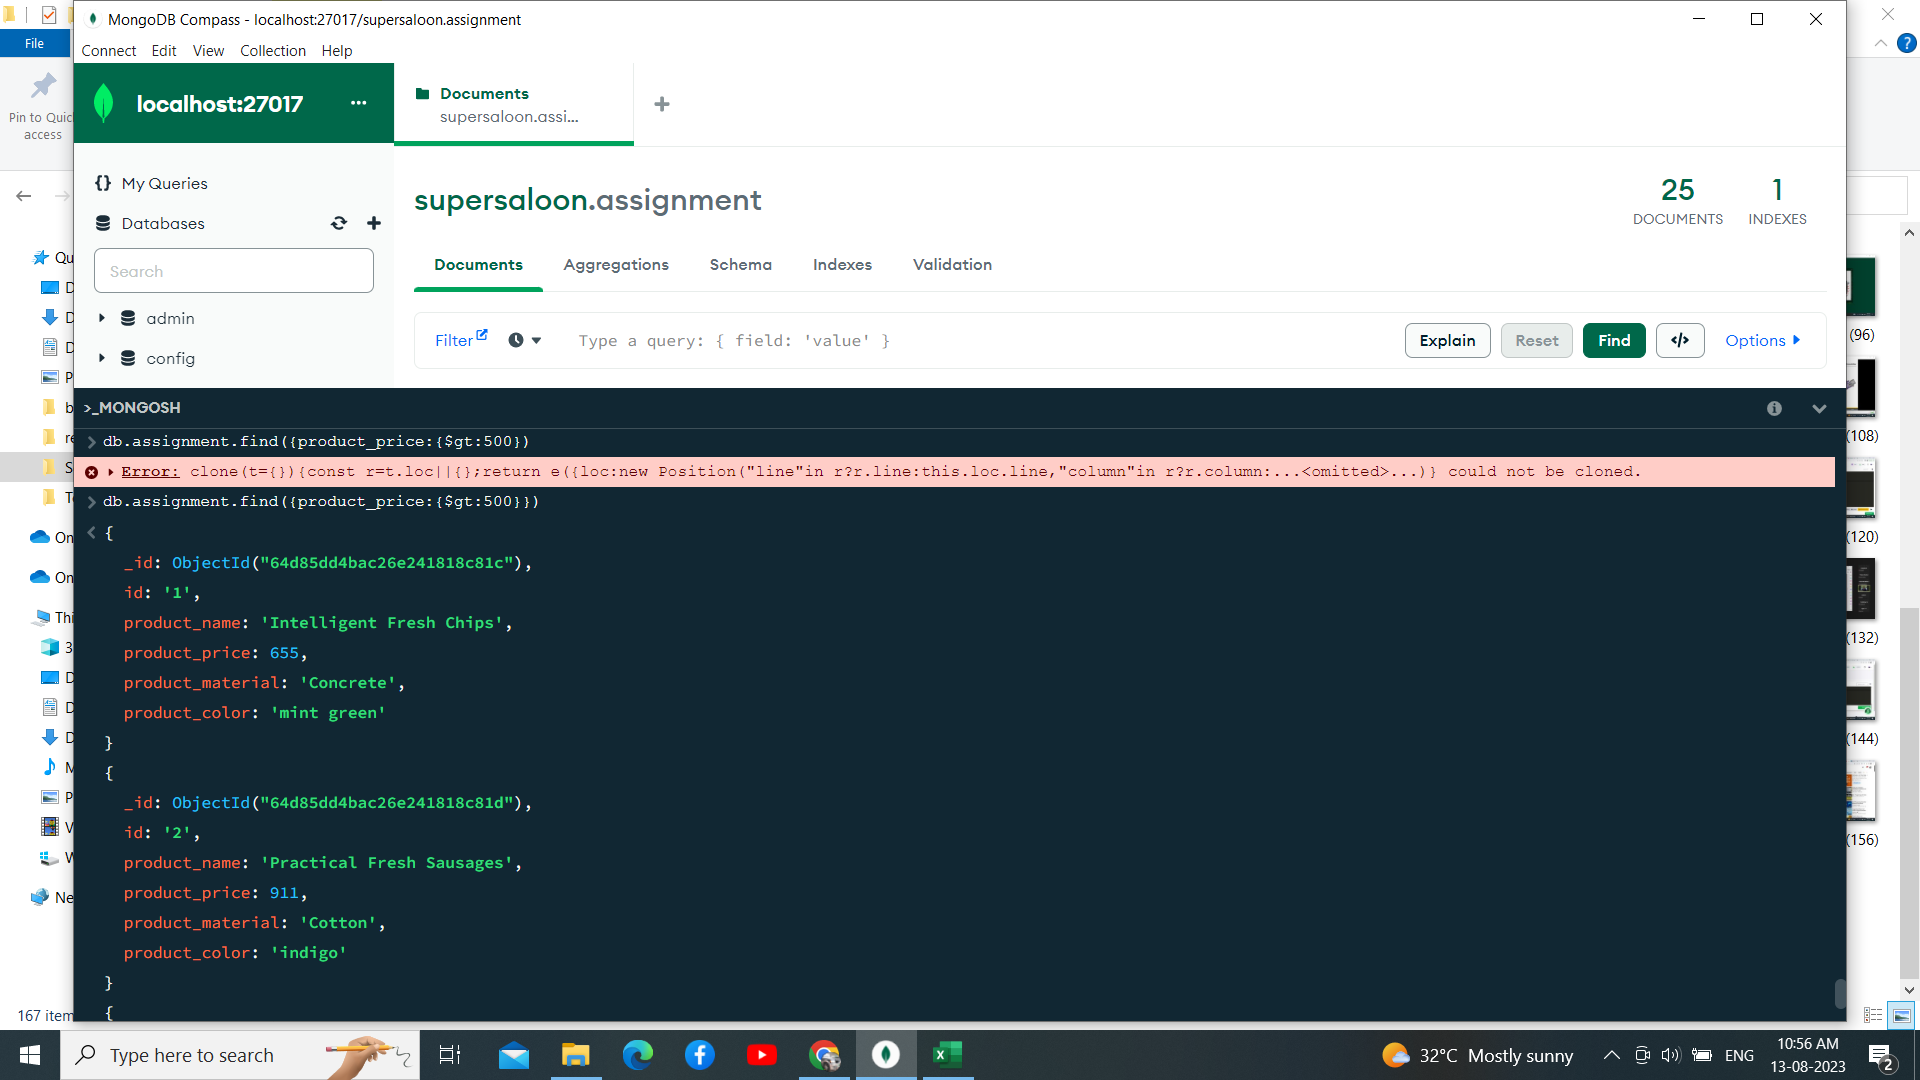 MongoDB Compass - localhost:27017/supersaloon.assignment
File
Connect Edit View Collection Help
Pin to Quic
access
localhost:27017 ...
Documents
supersaloon.assi...
My Queries
Databases
Search
admin
config
supersaloon.assignment
25
DOCUMENTS
1
INDEXES
Documents Aggregations Schema Indexes Validation
Filter
Type a query: { field: 'value' }
Explain Reset Find </> Options
>_MONGOSH
> db.assignment.find({product_price:{$gt:500})
Error: clone(t={}){const r=t.loc||{};return e({loc:new Position("line"in r?r.line:this.loc.line,"column"in r?r.column:...<omitted>...)} could not be cloned.
> db.assignment.find({product_price:{$gt:500}})
< {
_id: ObjectId("64d85dd4bac26e241818c81c"),
id: '1',
product_name: 'Intelligent Fresh Chips',
product_price: 655,
product_material: 'Concrete',
product_color: 'mint green'
}
{
_id: ObjectId("64d85dd4bac26e241818c81d"),
id: '2',
product_name: 'Practical Fresh Sausages',
product_price: 911,
product_material: 'Cotton',
product_color: 'indigo'
}
{
Qu
On
On
Thi
Ne
(96)
(108)
(120)
(132)
(144)
(156)
167 item
Type here to search
32°C Mostly sunny
ENG
10:56 AM
13-08-2023
2